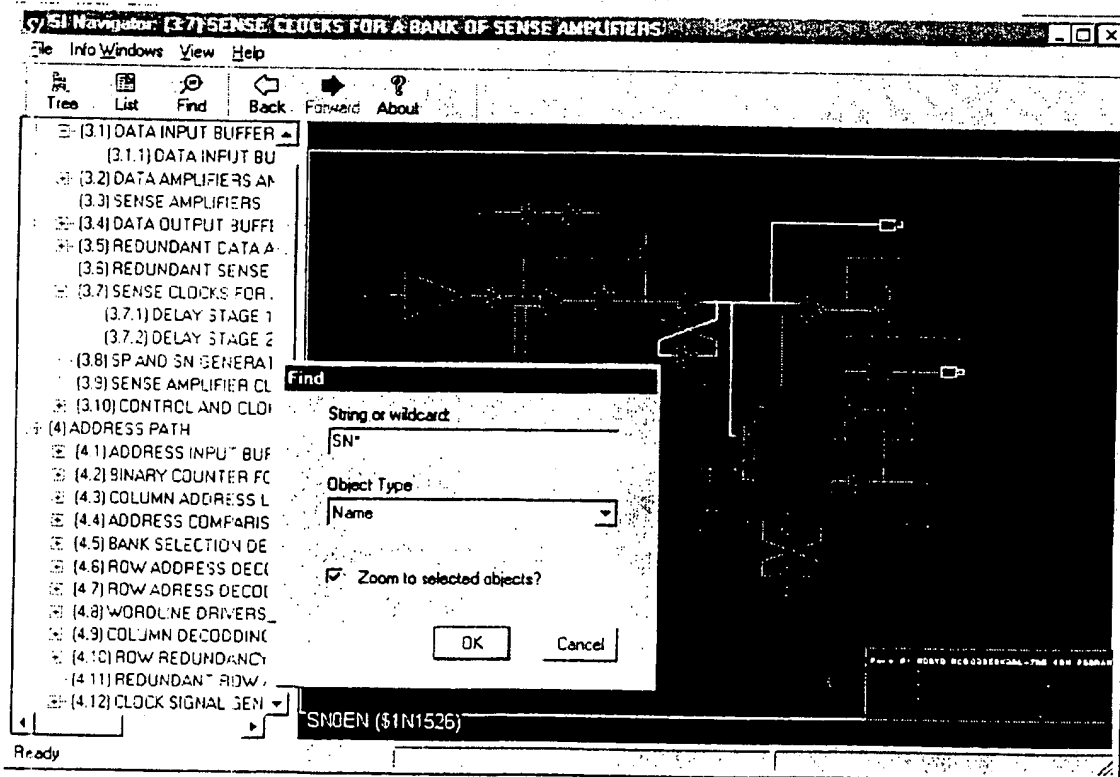 SI Navigator: (3.7) SENSE CLOCKS FOR A BANK OF SENSE AMPLIFIERS
File Info Windows View Help
Tree List Find Back Forward About
(3.1) DATA INPUT BUFFER
(3.1.1) DATA INPUT BU
(3.2) DATA AMPLIFIERS AN
(3.3) SENSE AMPLIFIERS
(3.4) DATA OUTPUT BUFFE
(3.5) REDUNDANT DATA A
(3.6) REDUNDANT SENSE
(3.7) SENSE CLOCKS FOR
(3.7.1) DELAY STAGE 1
(3.7.2) DELAY STAGE 2
(3.8) SP AND SN GENERAT
(3.9) SENSE AMPLIFIER CL
(3.10) CONTROL AND CLO
(4) ADDRESS PATH
(4.1) ADDRESS INPUT BUF
(4.2) BINARY COUNTER FO
(4.3) COLUMN ADDRESS L
(4.4) ADDRESS COMPARIS
(4.5) BANK SELECTION DE
(4.6) ROW ADDRESS DEC
(4.7) ROW ADRESS DECO
(4.8) WORDLINE DRIVERS_
(4.9) COLUMN DECODDING
(4.10) ROW REDUNDANCY
(4.11) REDUNDANT ROW
(4.12) CLOCK SIGNAL GEN
Find
String or wildcard:
SN*
Object Type
Name
Zoom to selected objects?
OK Cancel
SN0EN ($1N1526)
Ready